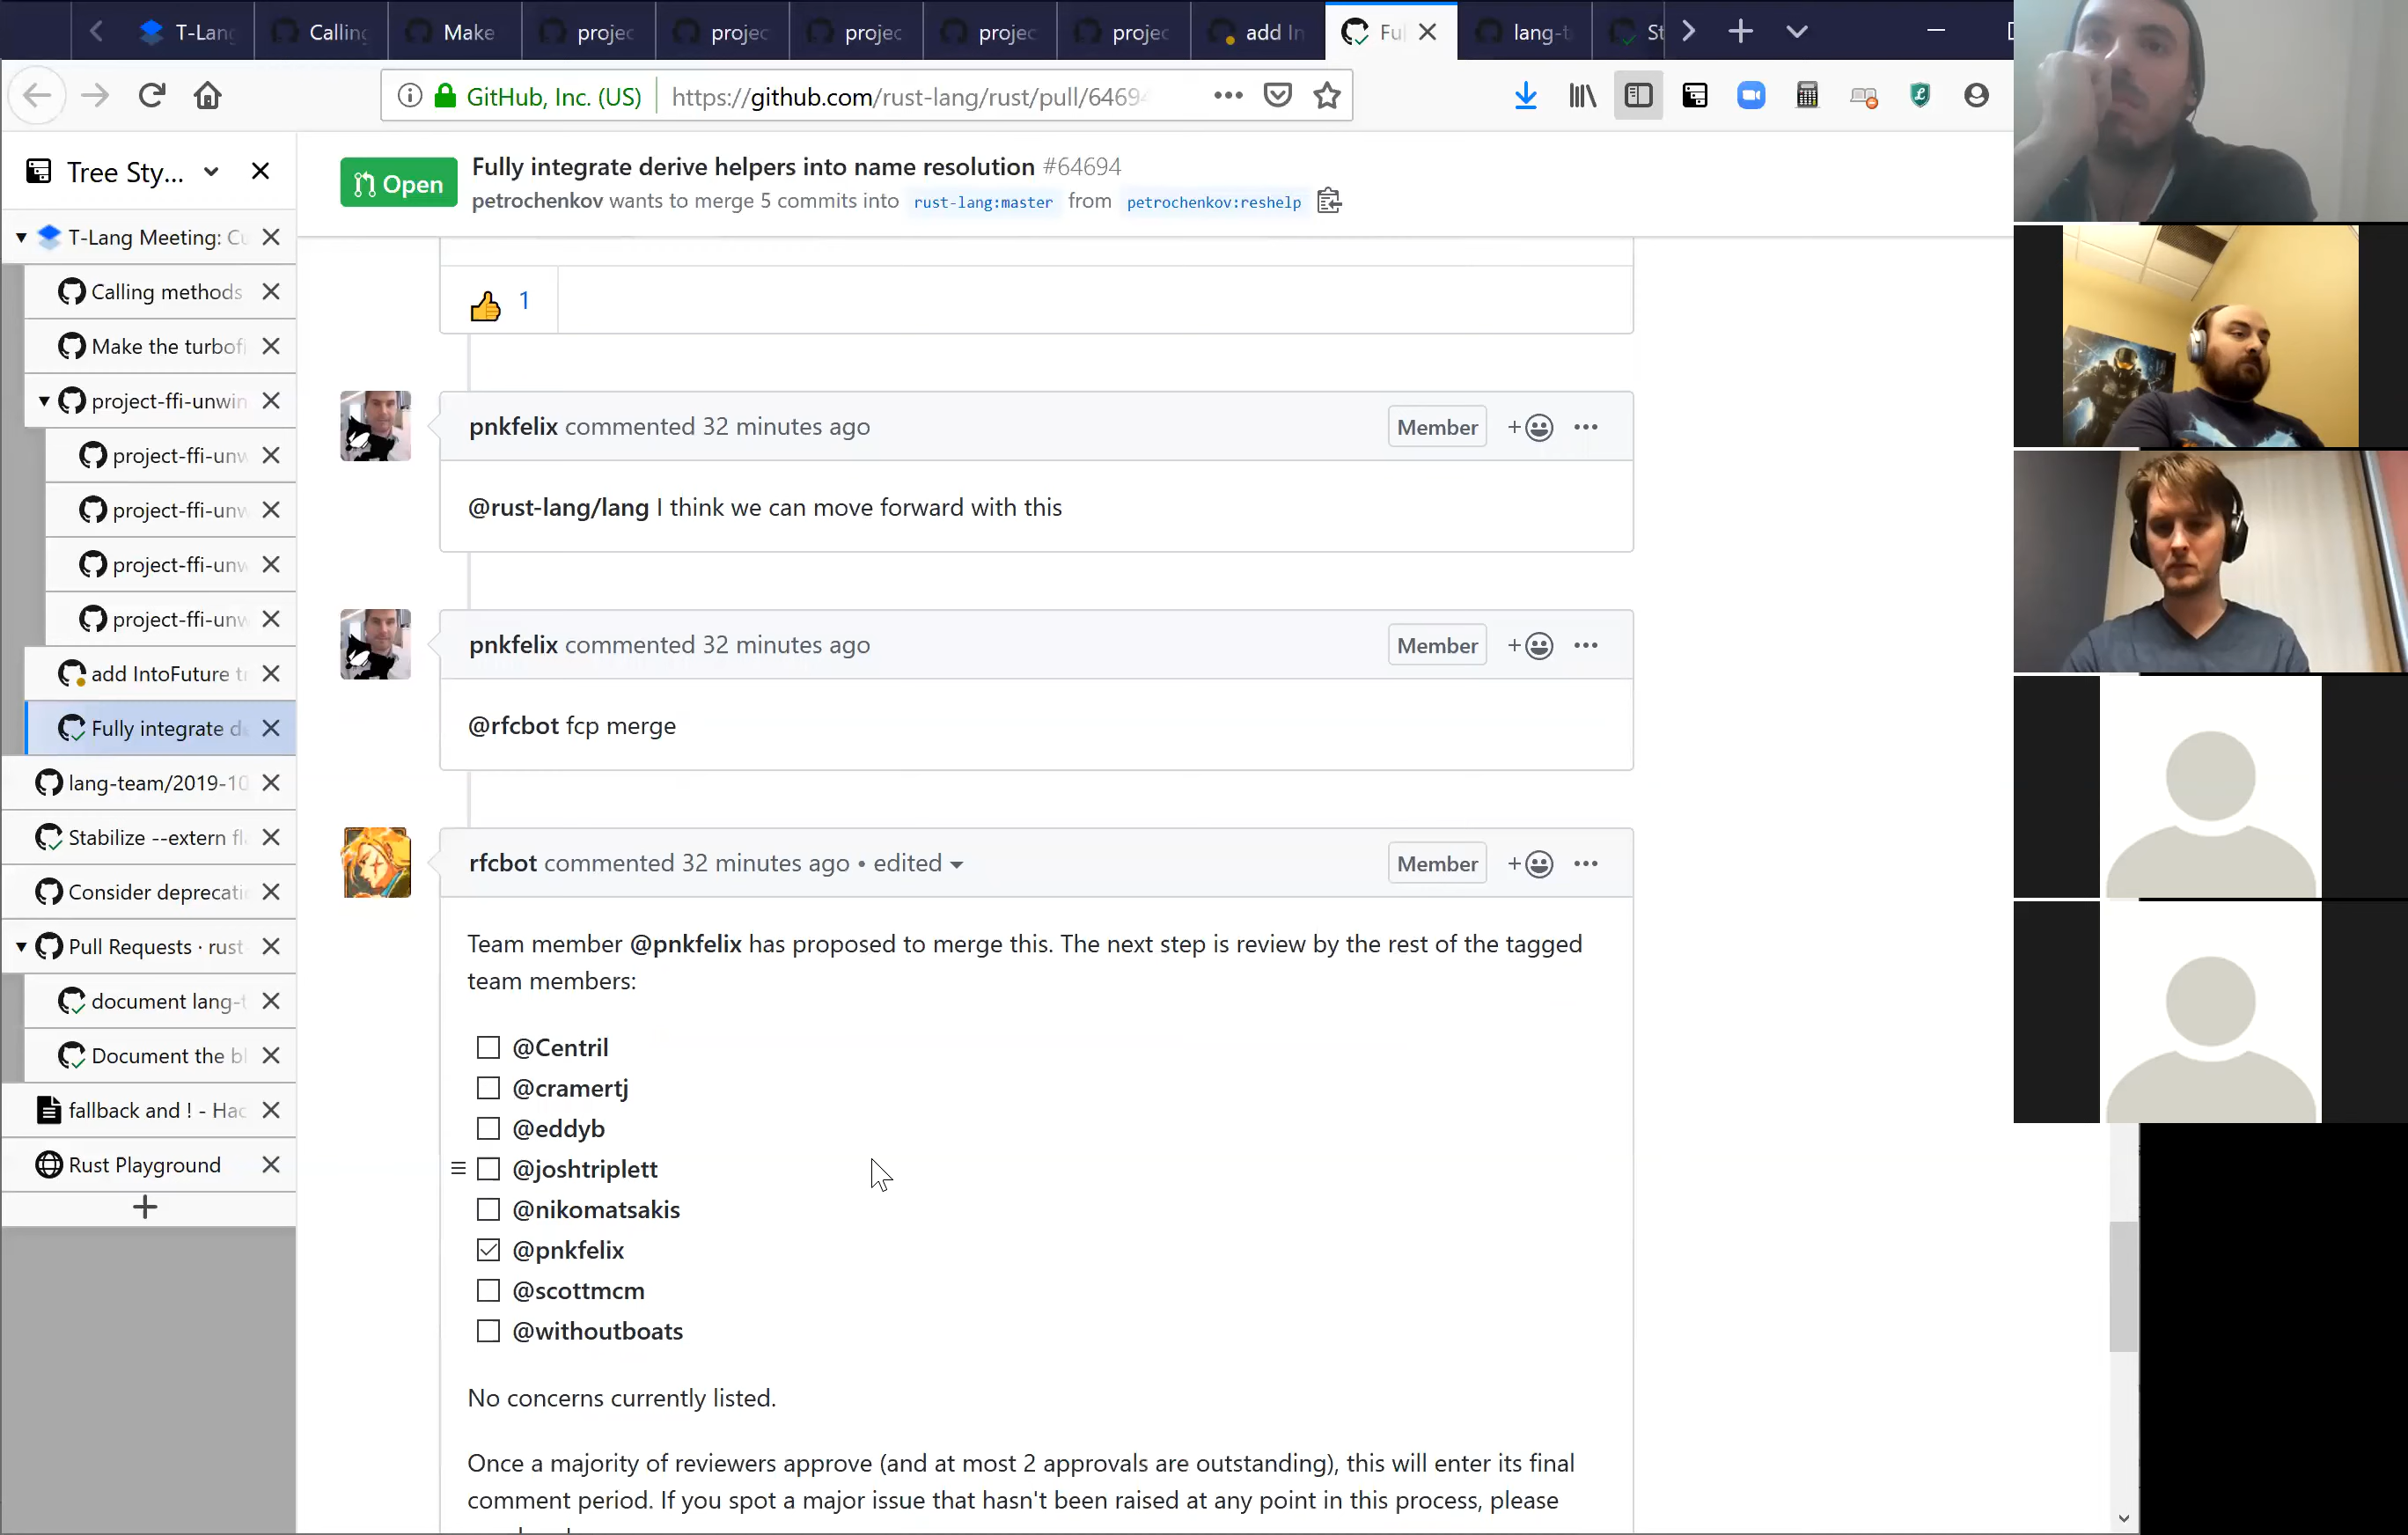 T-Lan
Calling
Make
projec
projec
projec
projec
projec
add In
Ful
lang-t
St
GitHub, Inc. (US)
https://github.com/rust-lang/rust/pull/64694
Tree Sty...
T-Lang Meeting: Cu
Calling methods
Make the turbofi
project-ffi-unwin
project-ffi-unw
project-ffi-unw
project-ffi-unw
project-ffi-unw
add IntoFuture tr
Fully integrate de
lang-team/2019-10
Stabilize --extern fl
Consider deprecati
Pull Requests · rust
document lang-t
Document the bl
fallback and ! - Hac
Rust Playground
Open
Fully integrate derive helpers into name resolution #64694
petrochenkov wants to merge 5 commits into rust-lang:master from petrochenkov:reshelp
1
pnkfelix commented 32 minutes ago
Member
@rust-lang/lang I think we can move forward with this
pnkfelix commented 32 minutes ago
Member
@rfcbot fcp merge
rfcbot commented 32 minutes ago • edited
Member
Team member @pnkfelix has proposed to merge this. The next step is review by the rest of the tagged
team members:
@Centril
@cramertj
@eddyb
@joshtriplett
@nikomatsakis
@pnkfelix
@scottmcm
@withoutboats
No concerns currently listed.
Once a majority of reviewers approve (and at most 2 approvals are outstanding), this will enter its final
comment period. If you spot a major issue that hasn't been raised at any point in this process, please